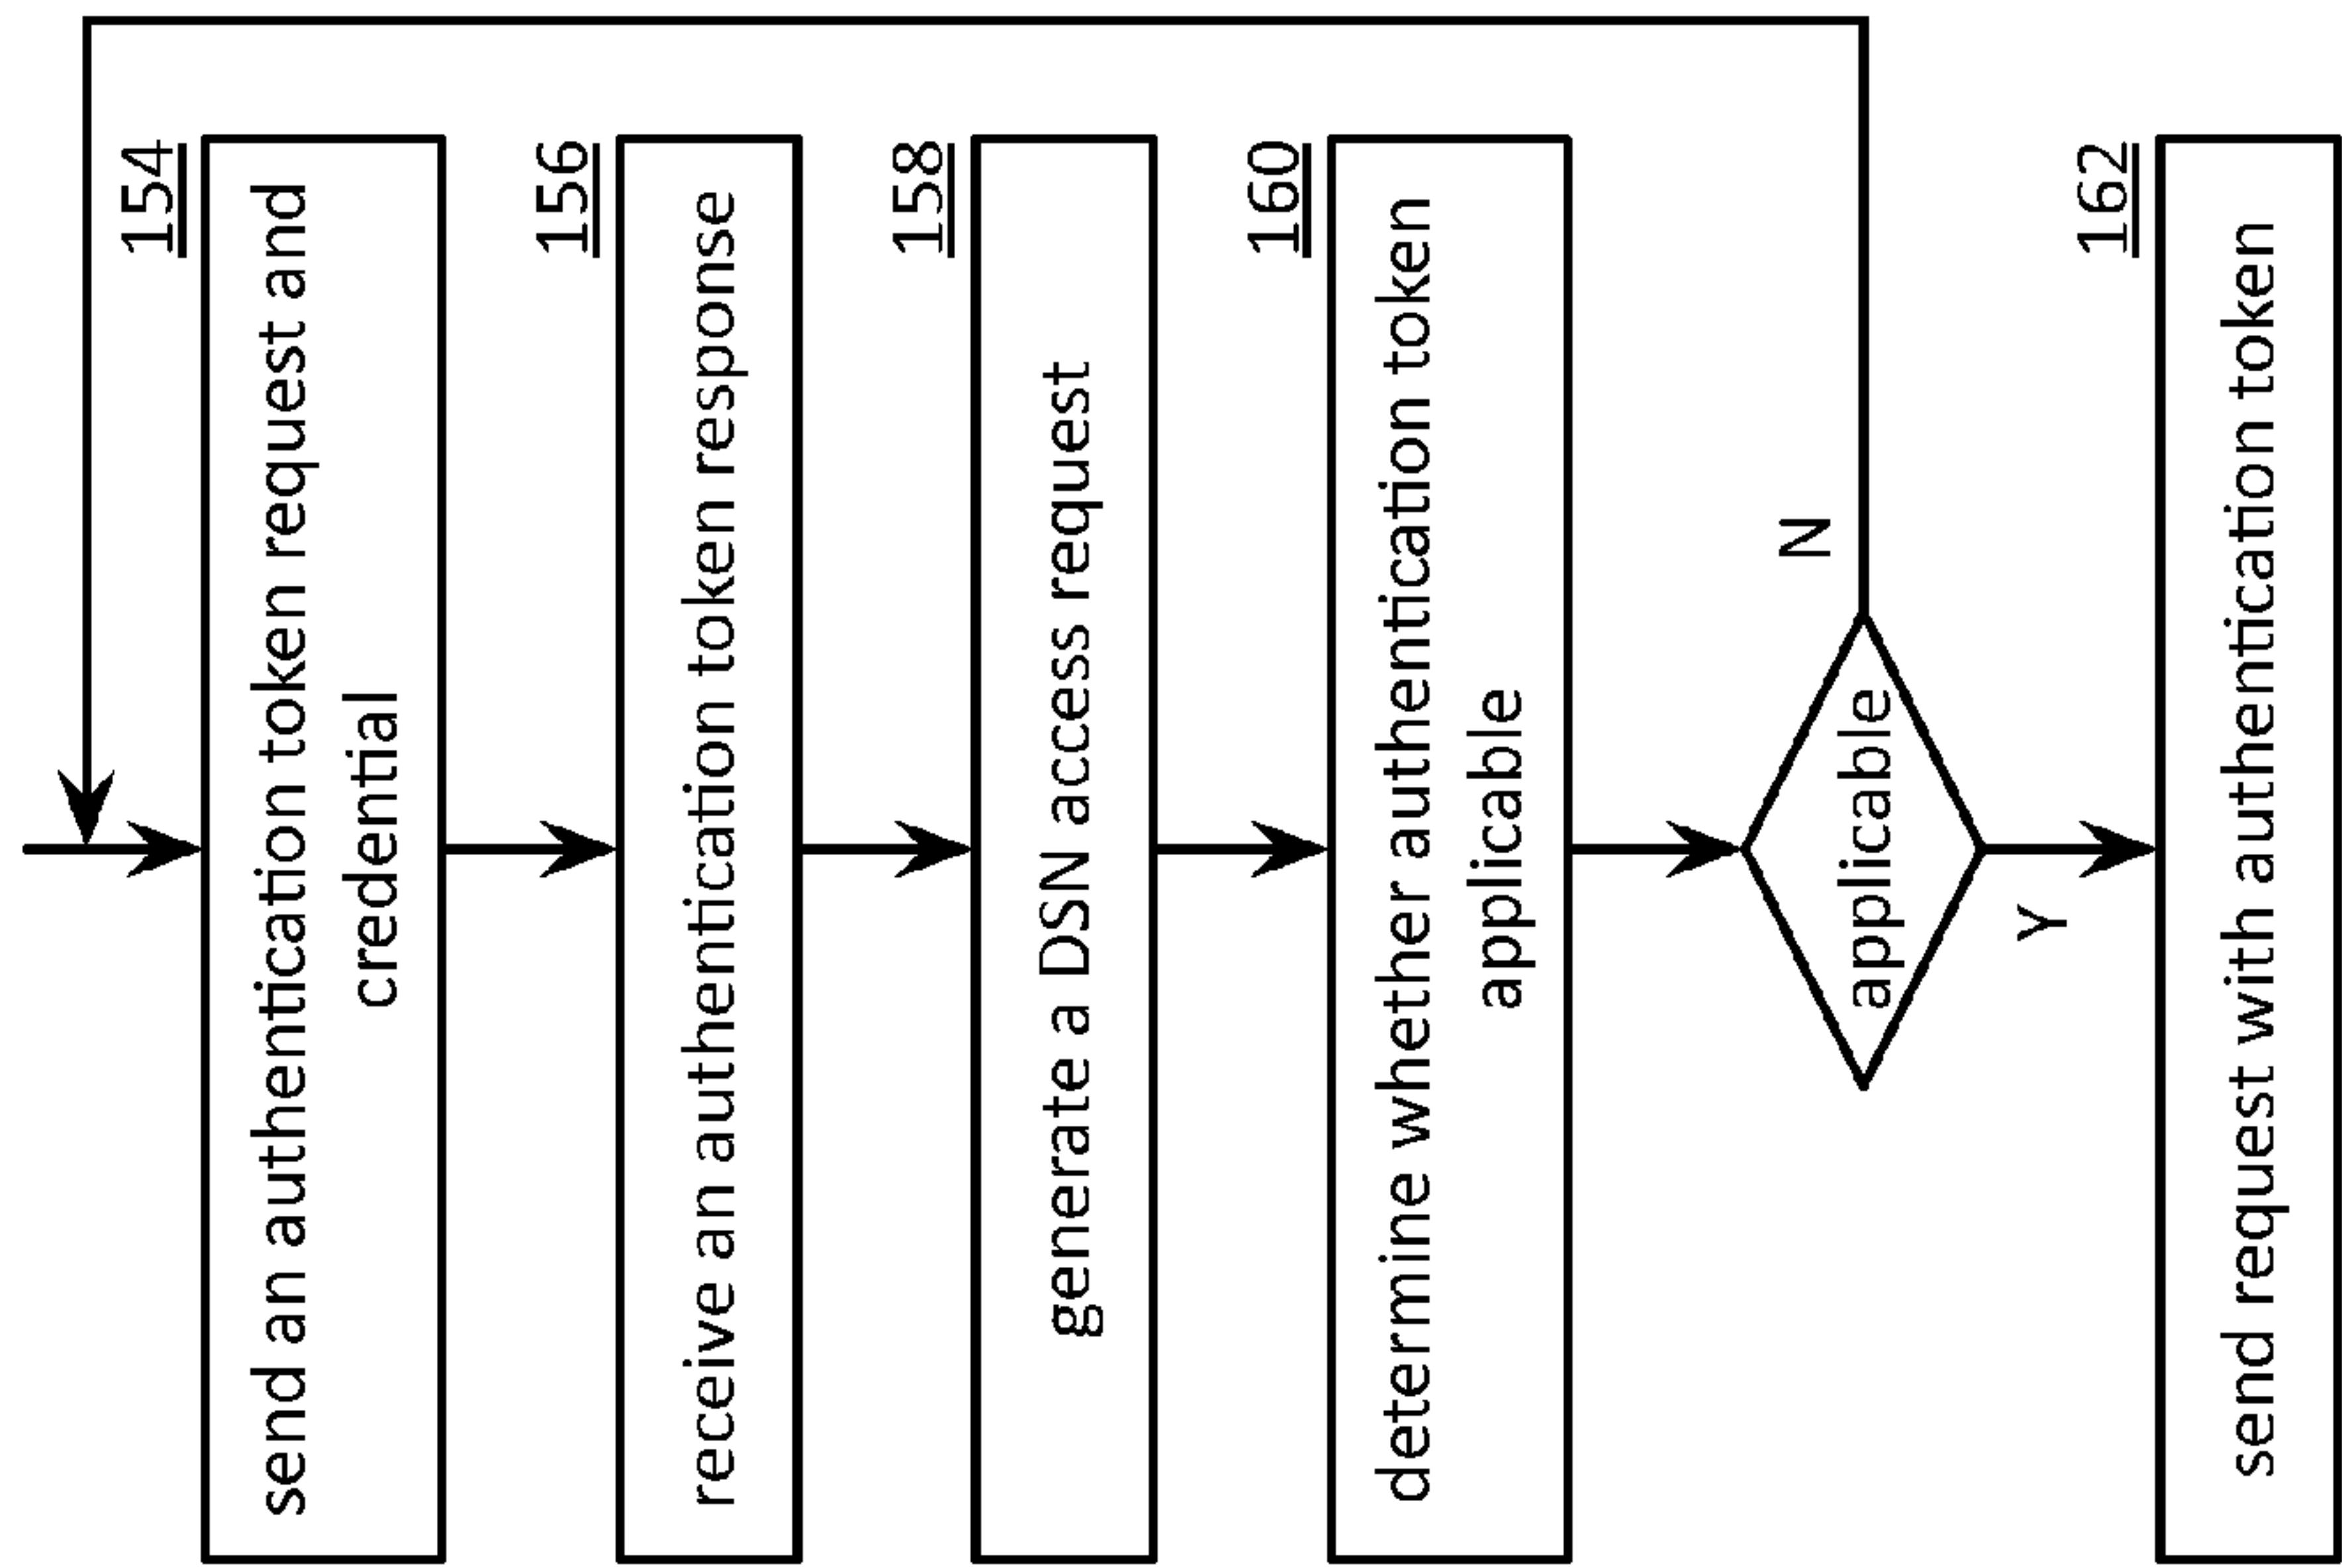 154
send an authentication token request and
credential
156
receive an authentication token response
158
generate a DSN access request
160
determine whether authentication token
applicable
applicable
N
Y
162
send request with authentication token